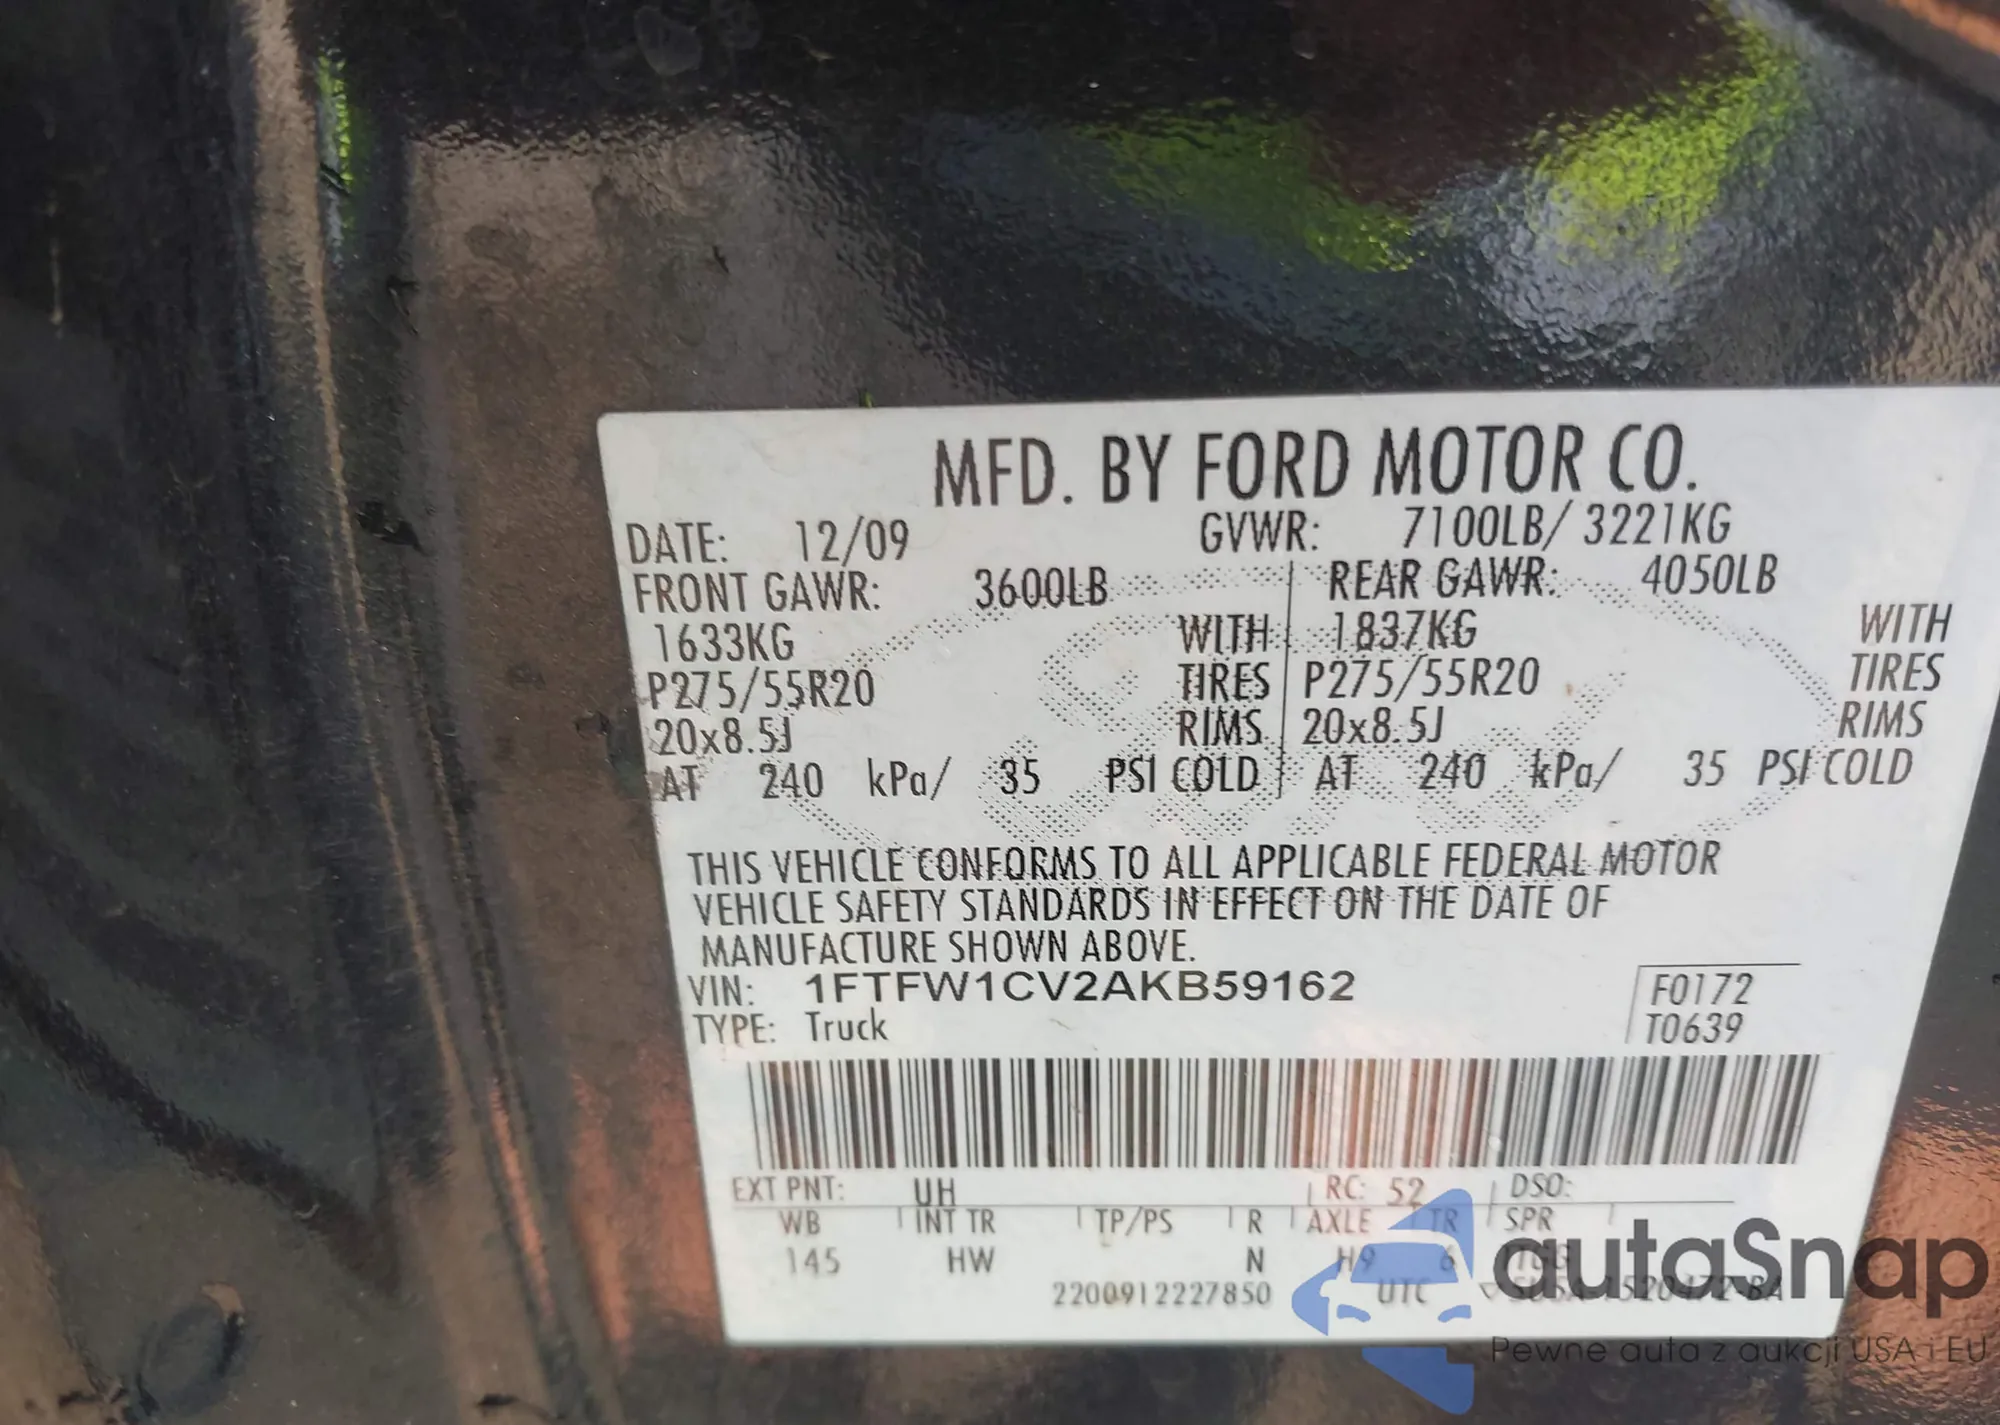 MFD. BY FORD MOTOR CO.
DATE: 12/09 GVWR: 7100LB/ 3221KG
FRONT GAWR: 3600LB REAR GAWR: 4050LB
1633KG WITH 1837KG WITH
P275/55R20 TIRES P275/55R20 TIRES
20x8.5J RIMS 20x8.5J RIMS
AT 240 kPa/ 35 PSI COLD AT 240 kPa/ 35 PSI COLD
THIS VEHICLE CONFORMS TO ALL APPLICABLE FEDERAL MOTOR
VEHICLE SAFETY STANDARDS IN EFFECT ON THE DATE OF
MANUFACTURE SHOWN ABOVE.
VIN: 1FTFW1CV2AKB59162 F0172
TYPE: Truck T0639
EXT PNT: UH RC: 52 DSO:
WB INT TR TP/PS R AXLE TR SPR
145 HW N H9 6
2200912227850 UTC
autaSnap
Pewne auta z aukcji USA i EU